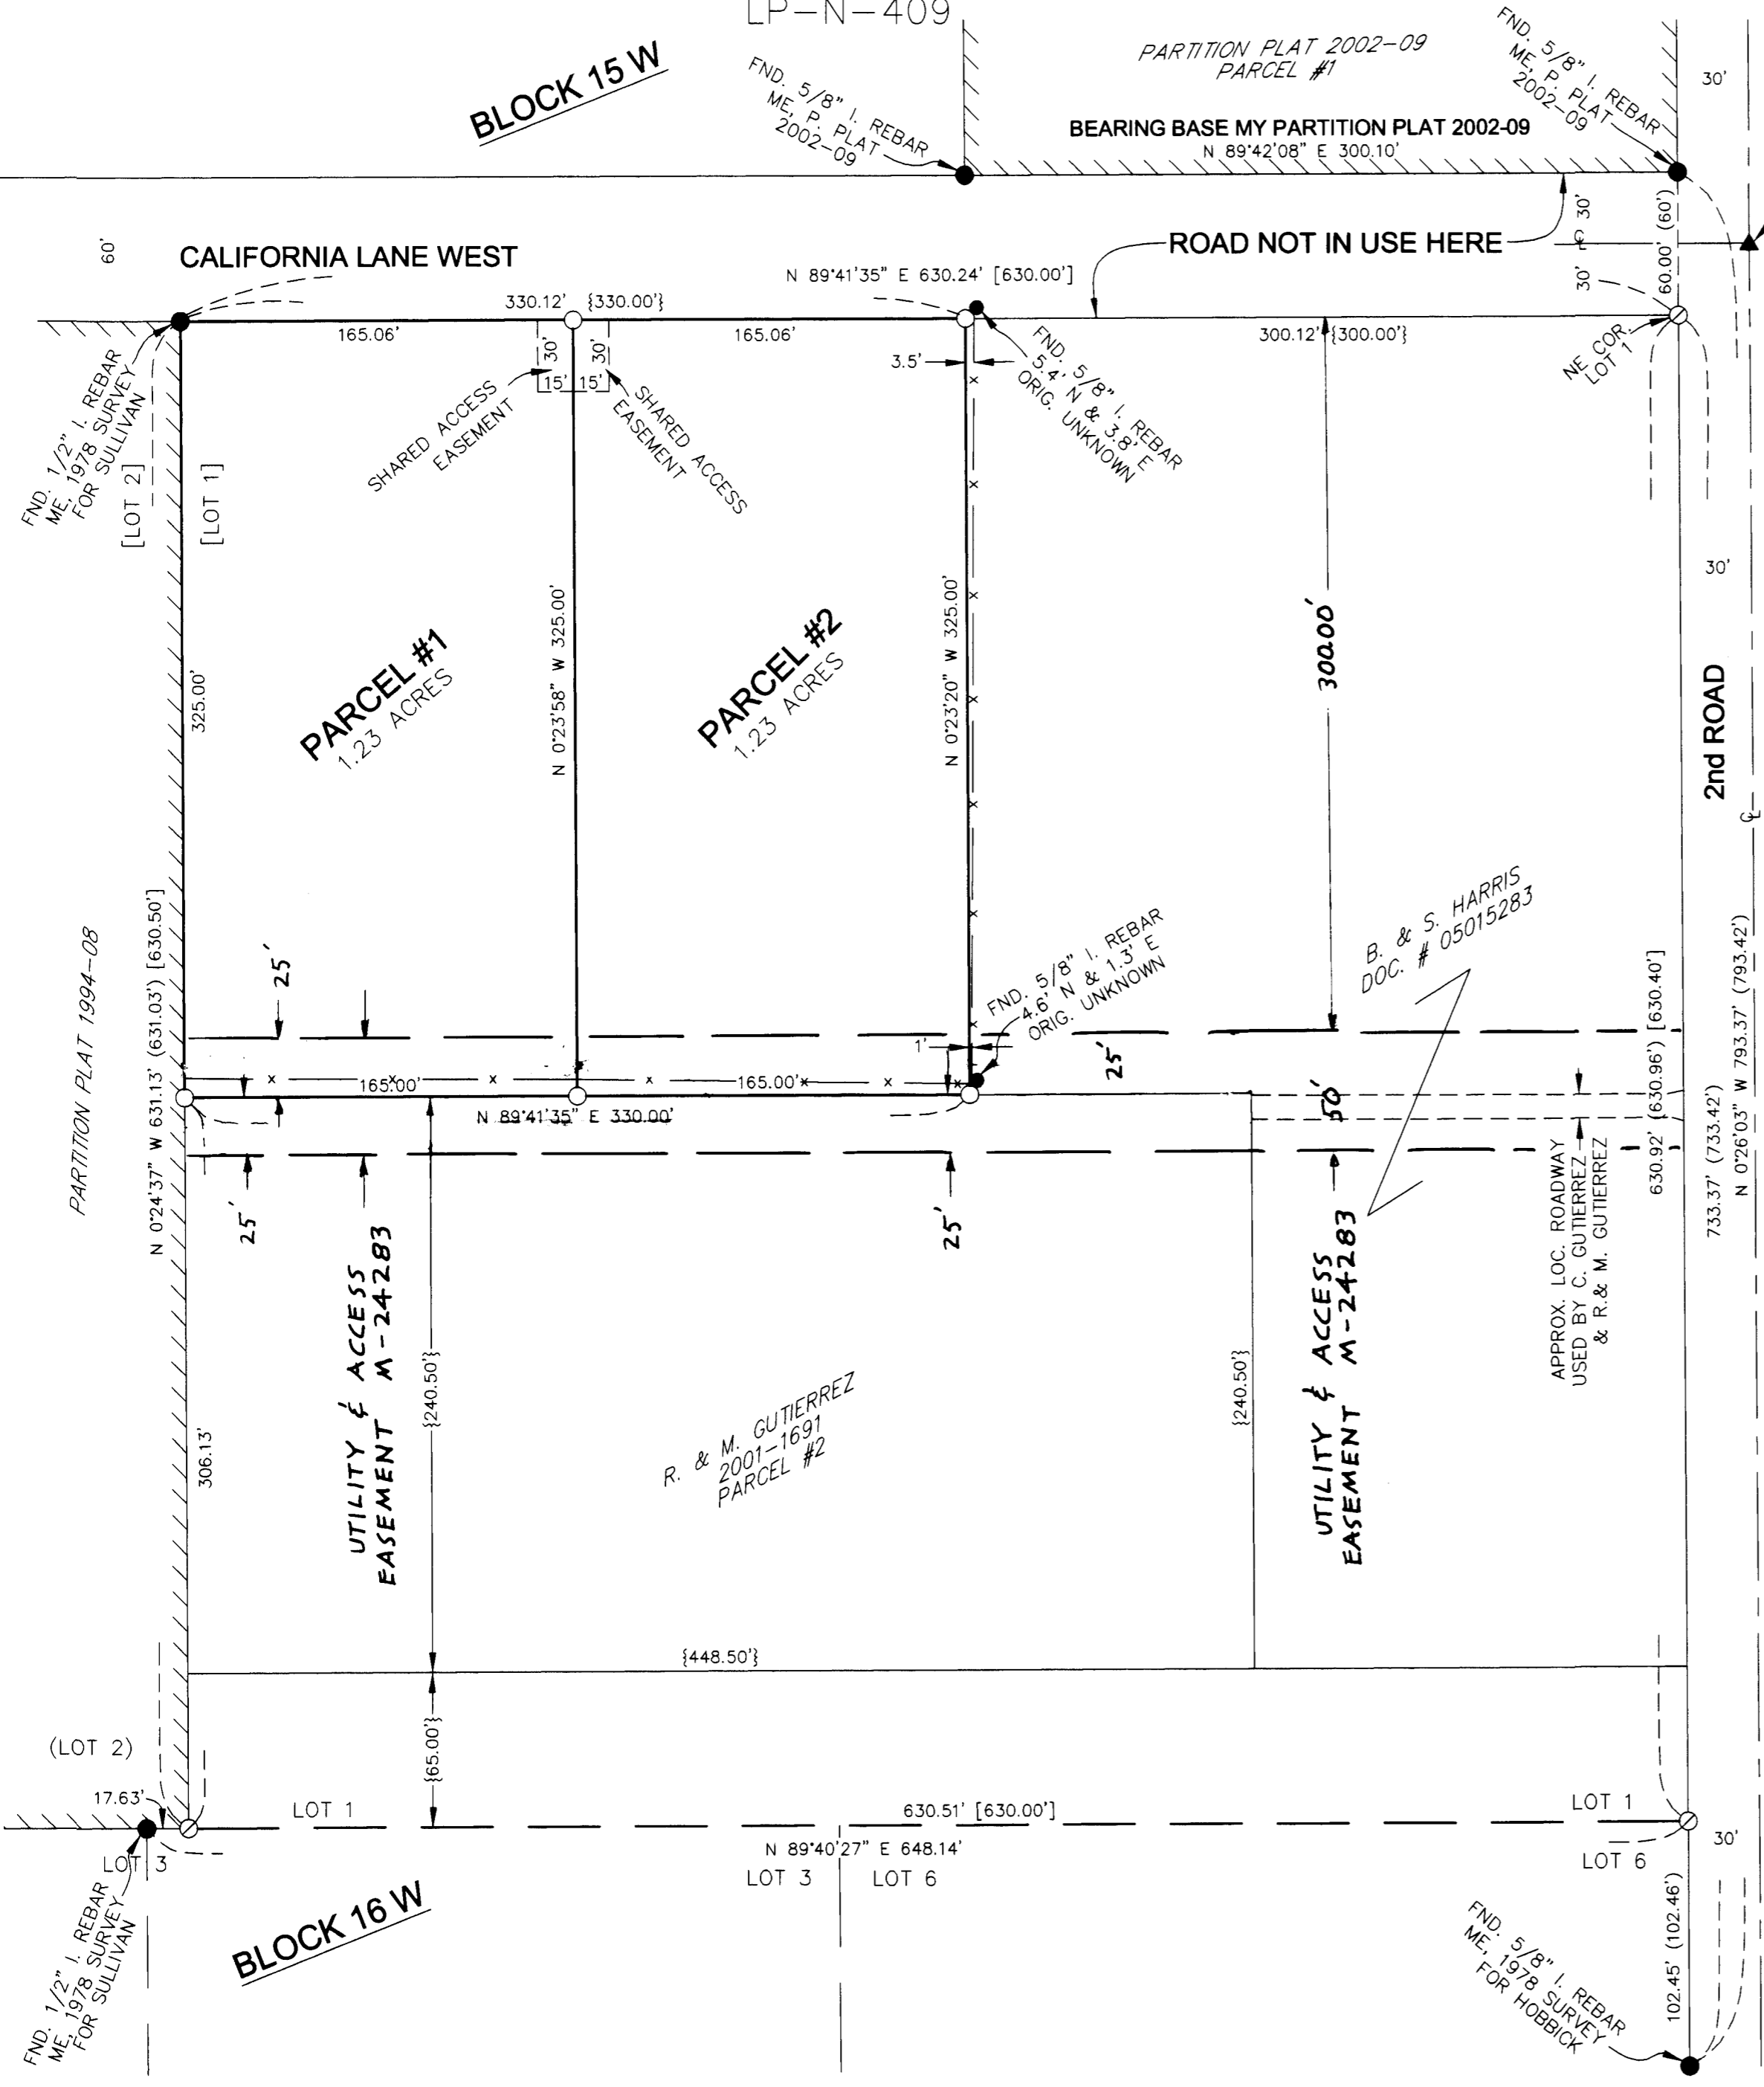 LP-N-409
BLOCK 15 W
FND. 5/8" I. REBAR
ME, P. PLAT
2002-09
PARTITION PLAT 2002-09
PARCEL #1
BEARING BASE MY PARTITION PLAT 2002-09
N 89°42'08" E 300.10'
FND. 5/8" I. REBAR
ME, P. PLAT
2002-09
30'
60'
CALIFORNIA LANE WEST
N 89°41'35" E 630.24' [630.00']
ROAD NOT IN USE HERE
30'
30'
60.00' (60')
330.12' {330.00'}
165.06'
165.06'
300.12' {300.00'}
NE COR.
LOT 1
30'
30'
15'
15'
SHARED ACCESS
EASEMENT
SHARED ACCESS
EASEMENT
3.5'
FND. 5/8" I. REBAR
5.4' N & 3.8' E
ORIG. UNKNOWN
FND. 1/2" I. REBAR
ME, 1978 SURVEY
FOR SULLIVAN
[LOT 2]
[LOT 1]
30'
325.00'
PARCEL #1
1.23 ACRES
N 0°23'58" W 325.00'
PARCEL #2
1.23 ACRES
N 0°23'20" W 325.00'
300.00'
2nd ROAD
PARTITION PLAT 1994-08
N 0°24'37" W 631.13' (631.03') [630.50']
25'
FND. 5/8" I. REBAR
4.6' N & 1.3' E
ORIG. UNKNOWN
1'
25'
B. & S. HARRIS
DOC. # 05015283
630.92' (630.96') [630.40']
733.37' (733.42')
N 0°26'03" W 793.37' (793.42')
165.00'
165.00'
N 89°41'35" E 330.00'
50'
25'
25'
UTILITY & ACCESS
EASEMENT M-24283
UTILITY & ACCESS
EASEMENT M-24283
APPROX. LOC. ROADWAY
USED BY C. GUTIERREZ
& R.& M. GUTIERREZ
{240.50'}
{240.50'}
306.13'
R. & M. GUTIERREZ
2001-1691
PARCEL #2
{448.50'}
{65.00'}
(LOT 2)
17.63'
LOT 1
630.51' [630.00']
LOT 1
N 89°40'27" E 648.14'
30'
LOT 3
LOT 3
LOT 6
LOT 6
FND. 1/2" I. REBAR
ME, 1978 SURVEY
FOR SULLIVAN
BLOCK 16 W
102.45' (102.46')
FND. 5/8" I. REBAR
ME, 1978 SURVEY
FOR HOBBICK